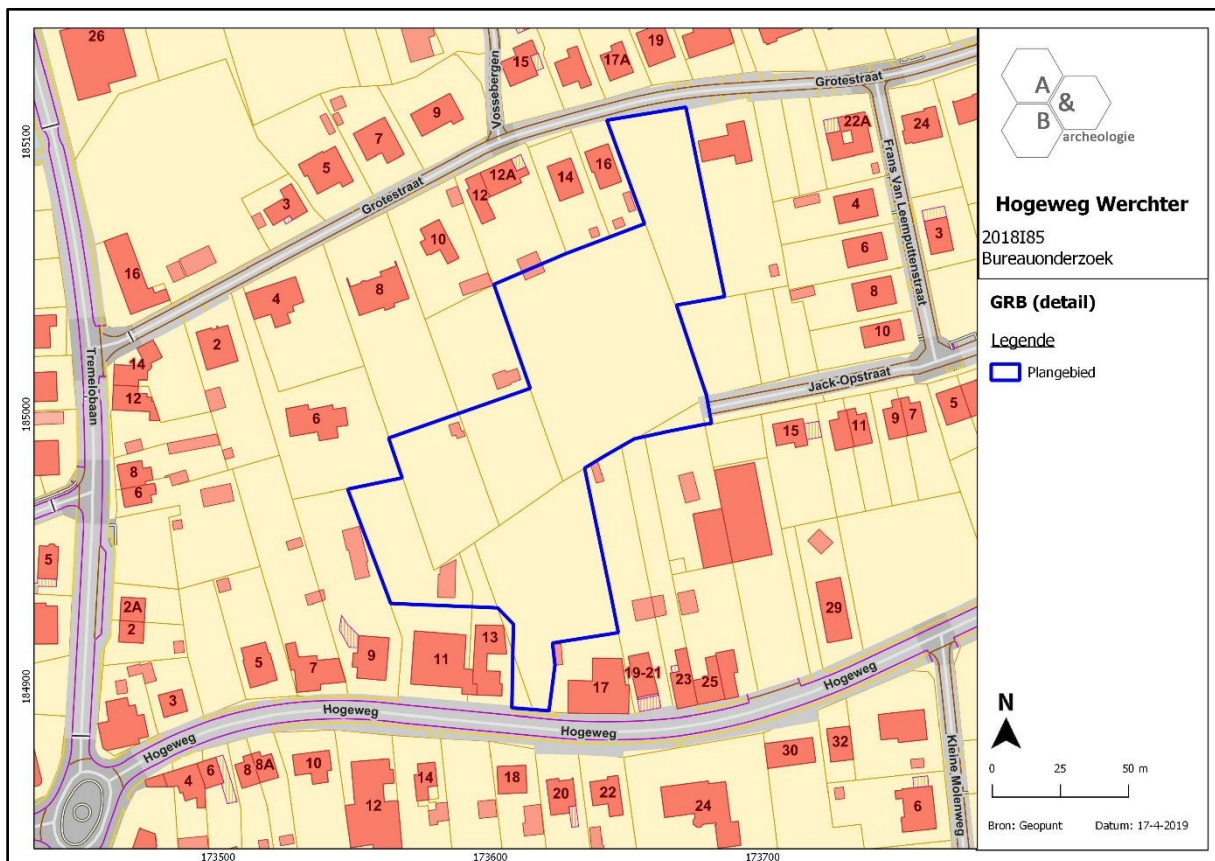 26
15
17A
19
Grotestraat
Vossebergen
9
7
5
3
Grotestraat
12
12A
14
16
22A
24
Frans Van Leemputtenstraat
4
3
6
8
10
Jack-Opstraat
16
10
8
4
2
14
12
Tremelobaan
6
15
11
9
7
5
8
6
5
2A
2
3
5
7
9
11
13
17
19-21
23
25
29
Hogeweg
Hogeweg
Hogeweg
Hogeweg
4
6
8
8A
10
12
14
18
20
22
24
30
32
6
Kleine Molenweg
185100
185000
184900
173500
173600
173700
A
&
B
archeologie
Hogeweg Werchter
2018I85
Bureauonderzoek
GRB (detail)
Legende
Plangebied
N
0 25 50 m
Bron: Geopunt Datum: 17-4-2019